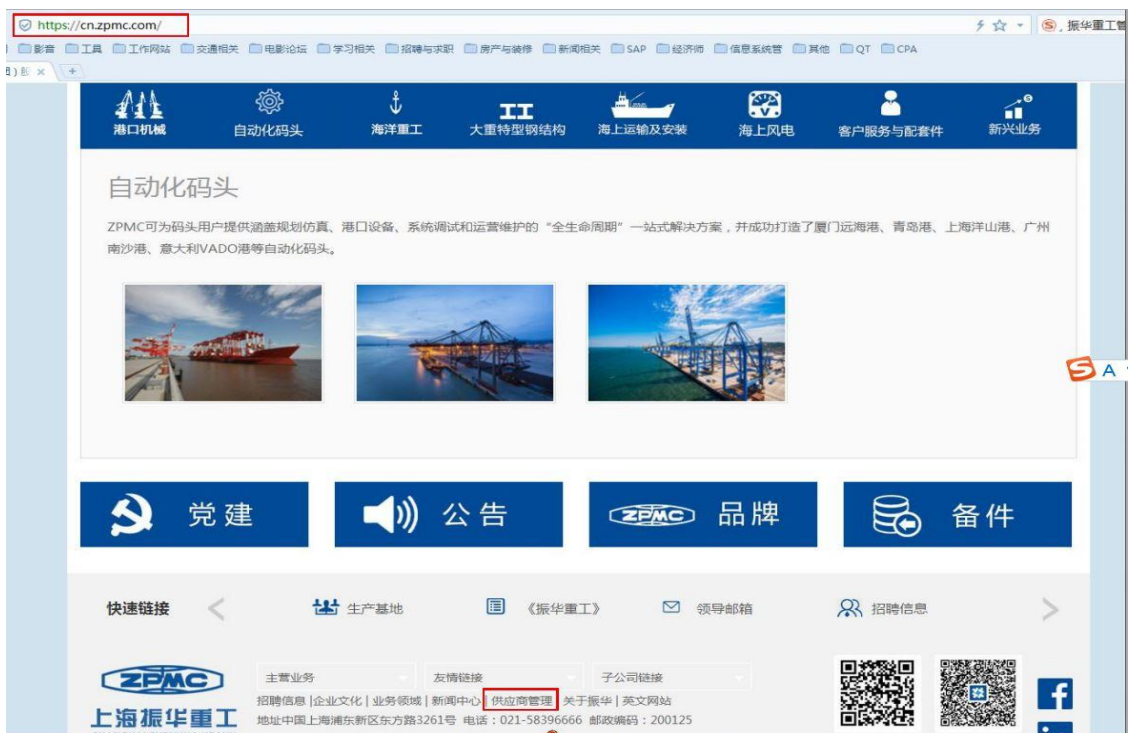 https://cn.zpmc.com/
振华重工管
影音 工具 工作网站 交通相关 电影论坛 学习相关 招聘与求职 房产与装修 新闻相关 SAP 经济师 信息系统管 其他 QT CPA
港口机械 自动化码头 海洋重工 大重特型钢结构 海上运输及安装 海上风电 客户服务与配套件 新兴业务
自动化码头
ZPMC可为码头用户提供涵盖规划仿真、港口设备、系统调试和运营维护的“全生命周期”一站式解决方案，并成功打造了厦门远海港、青岛港、上海洋山港、广州
南沙港、意大利VADO港等自动化码头。
S A
党建 公告 ZPMC 品牌 备件
快速链接 生产基地 《振华重工》 领导邮箱 招聘信息
ZPMC
上海振华重工
主营业务 友情链接 子公司链接
招聘信息|企业文化|业务领域|新闻中心|供应商管理|关于振华|英文网站
地址中国上海浦东新区东方路3261号 电话：021-58396666 邮政编码：200125
f
in